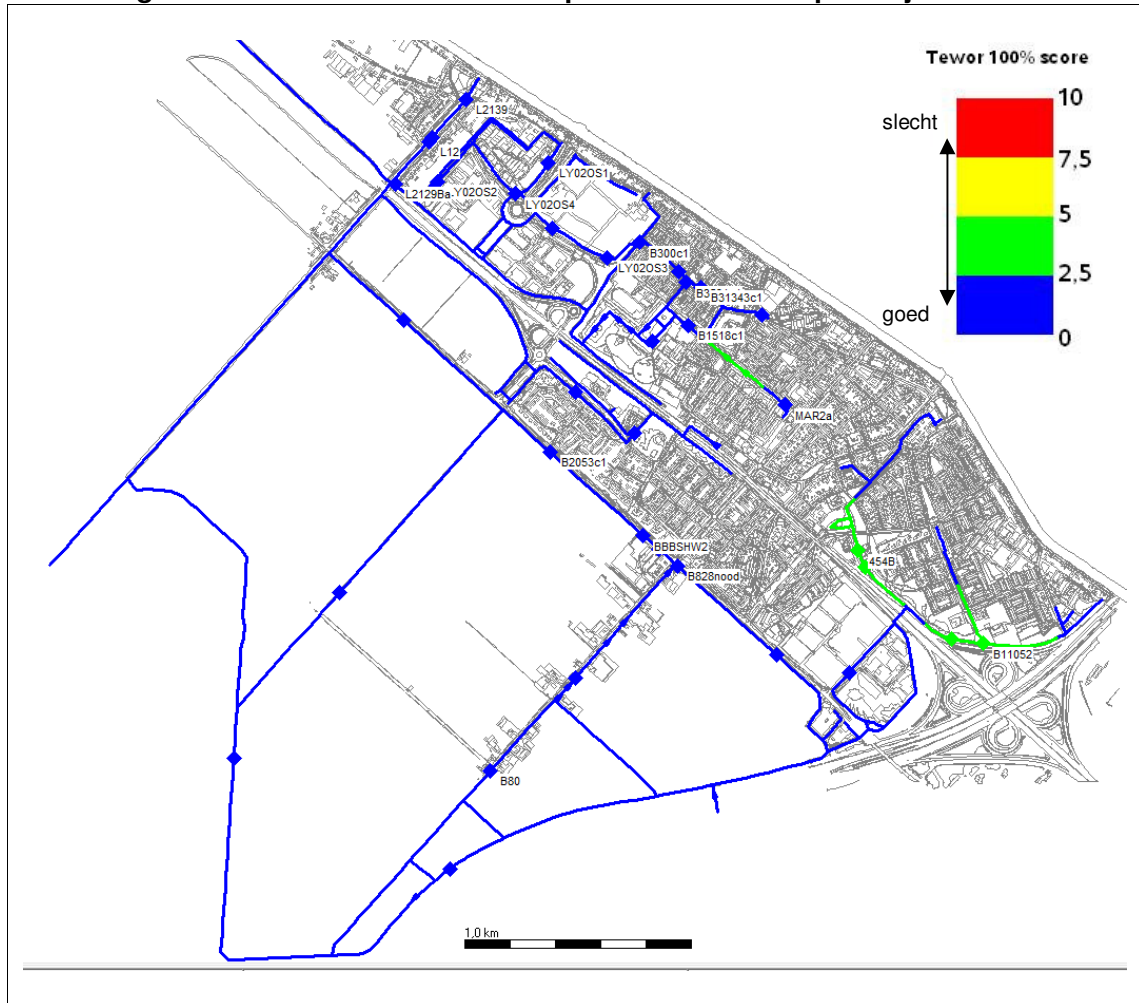 Tewor 100% score
10
slecht
7,5
5
2,5
goed
0
L2139
L12
LY02OS1
L2129Ba
Y02OS2
LY02OS4
B300c1
LY02OS3
B31343c1
B1518c1
MAR2a
B2053c1
BBBSHW2
454B
B828nood
B11052
B80
1,0 km